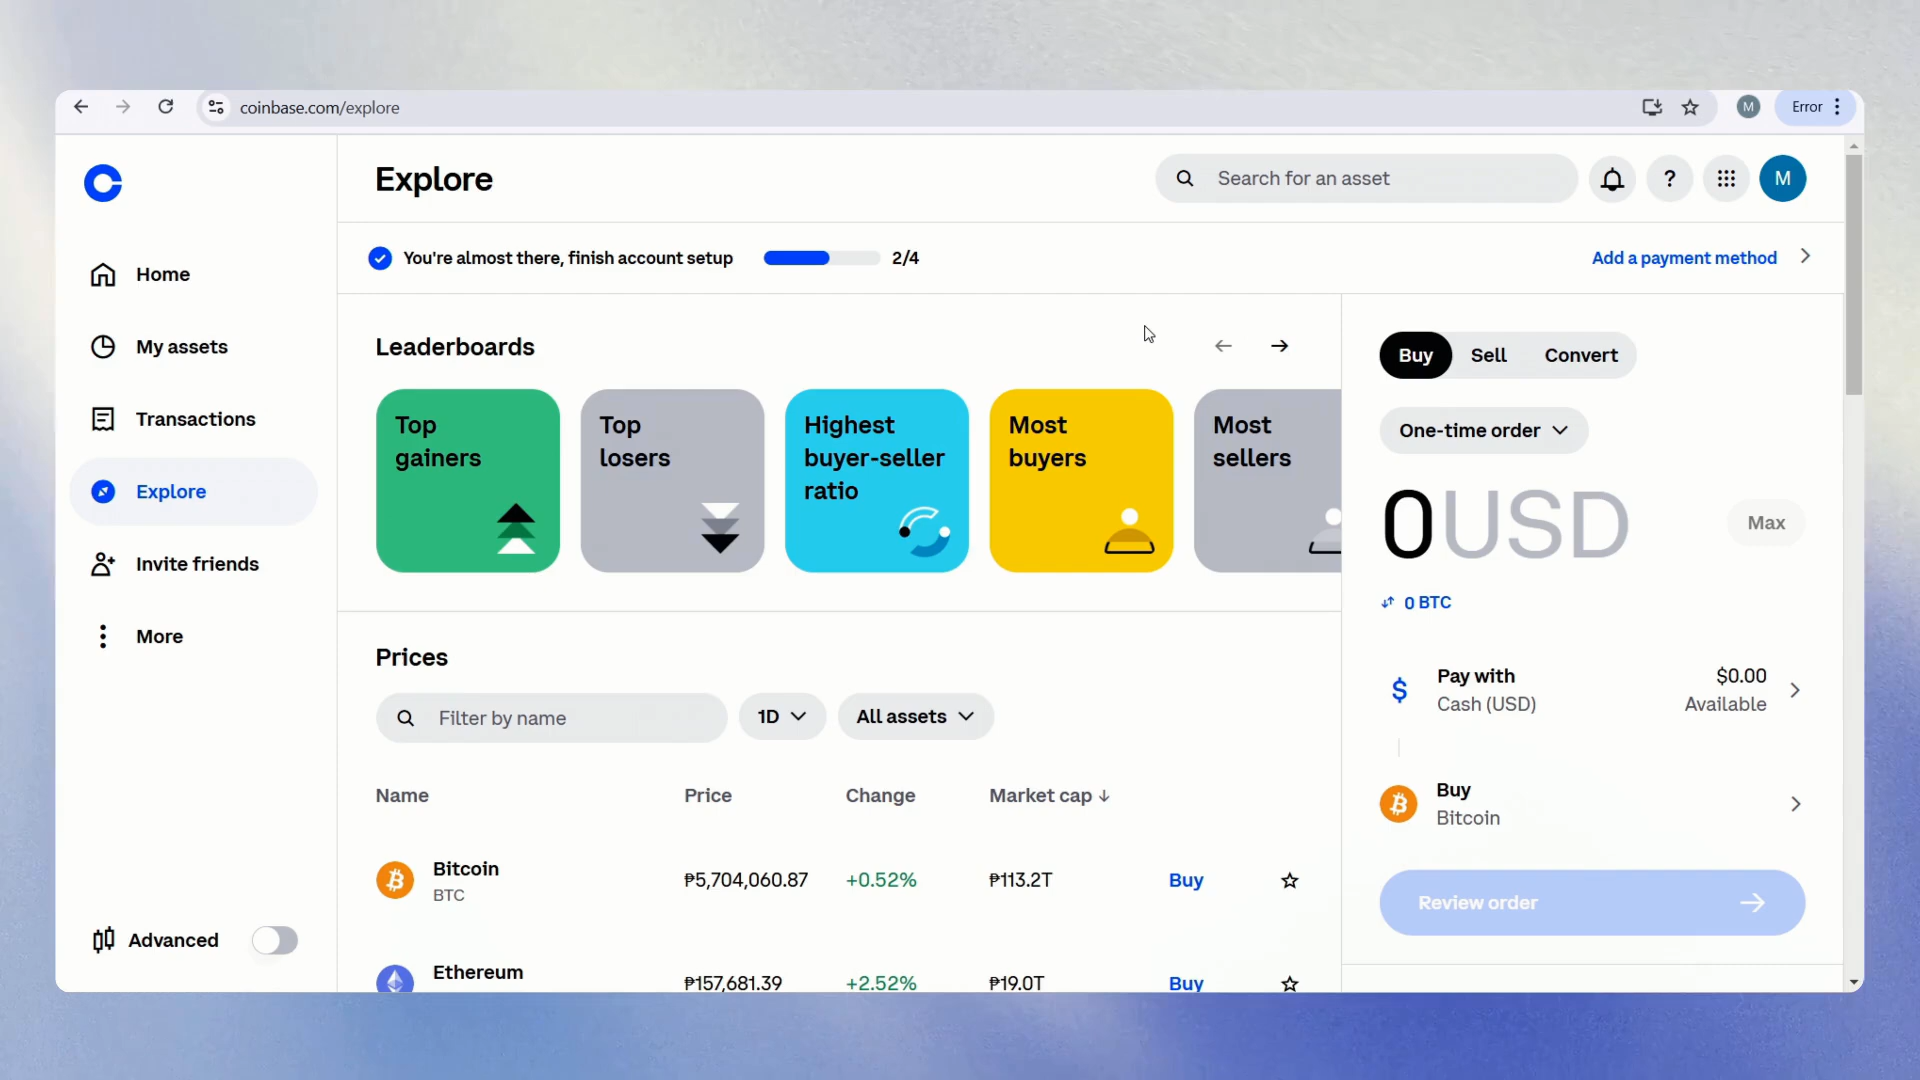 coinbase.com/explore
M
Error
Explore
Search for an asset
?
M
You're almost there, finish account setup
2/4
Add a payment method
Home
My assets
Transactions
Explore
Invite friends
More
Advanced
Leaderboards
Top
gainers
Top
losers
Highest
buyer-seller
ratio
Most
buyers
Most
sellers
Prices
Filter by name
1D
All assets
Name
Price
Change
Market cap ↓
Bitcoin
BTC
₱5,704,060.87
+0.52%
₱113.2T
Buy
Ethereum
₱157,681.39
+2.52%
₱19.0T
Buy
Buy
Sell
Convert
One-time order
0USD
Max
0 BTC
Pay with
$0.00
Cash (USD)
Available
Buy
Bitcoin
Review order